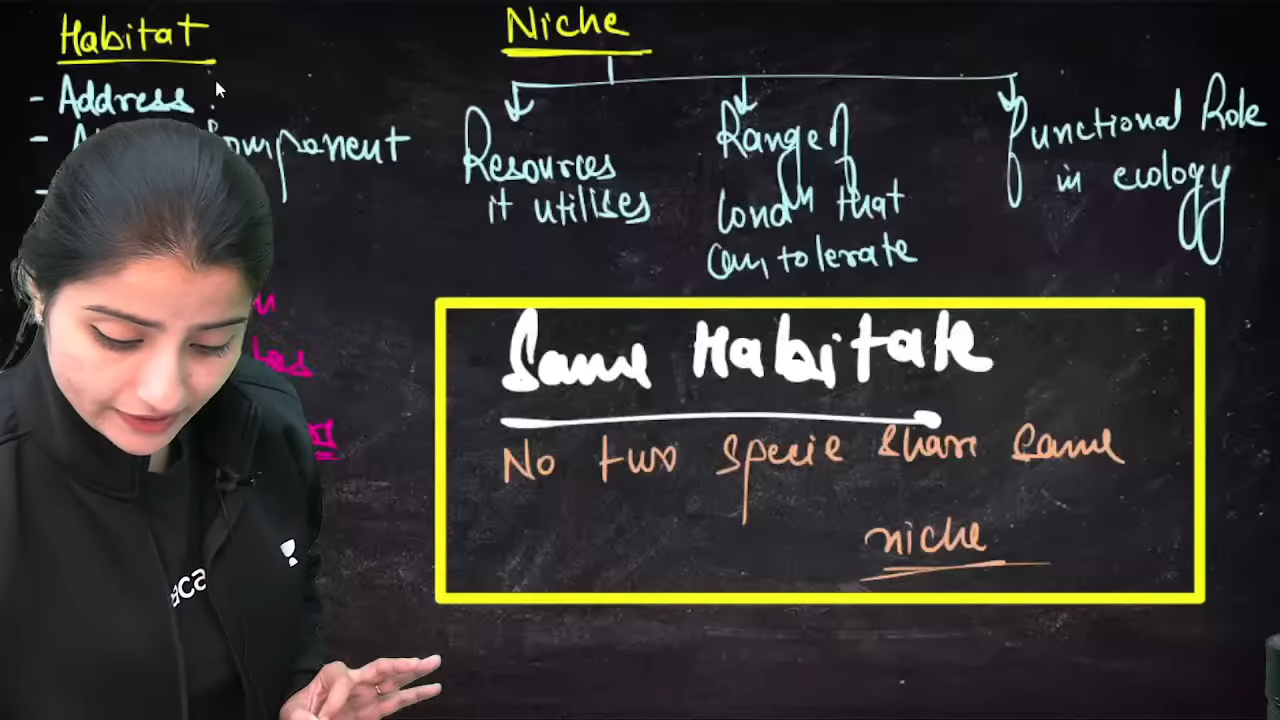 Habitat
- Address :
- Component
Niche
Resources
it utilises
Range of
condn that
can tolerate
Functional Role
in ecology
Same Habitate
No two specie share same
niche
aca